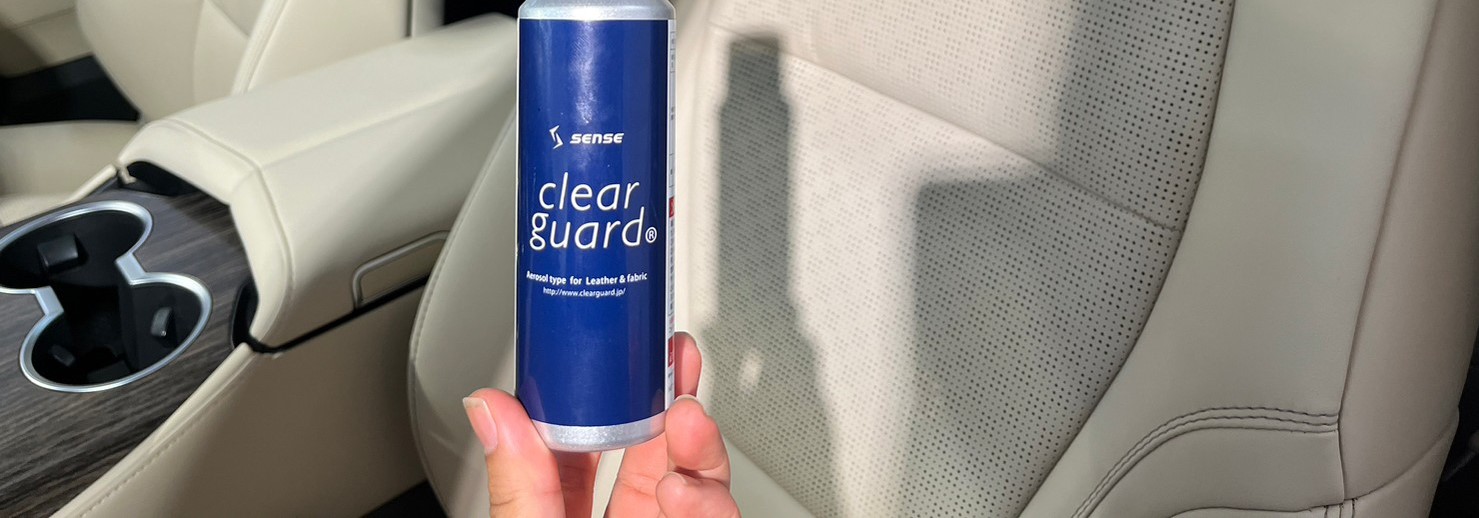 SENSE
clear
guard®
Aerosol type for Leather & fabric
http://www.clearguard.jp/